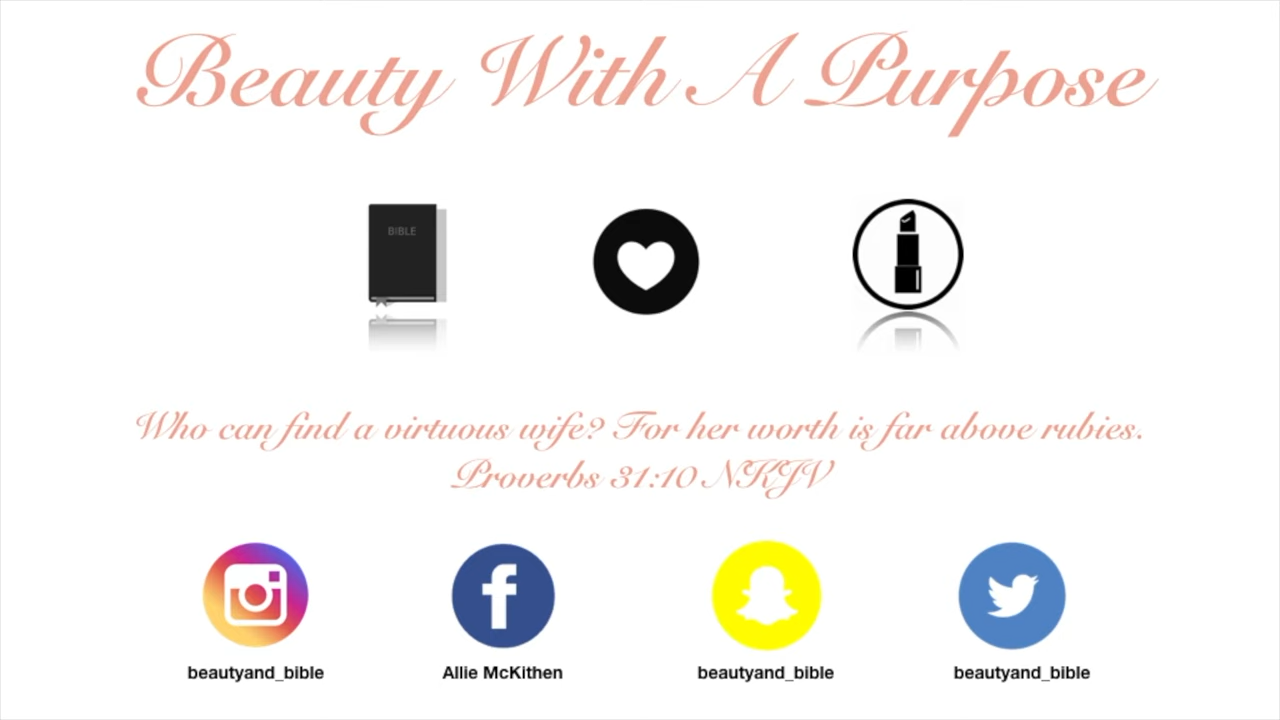 Beauty With A Purpose
BIBLE
Who can find a virtuous wife? For her worth is far above rubies.
Proverbs 31:10 NKJV
beautyand_bible
Allie McKithen
beautyand_bible
beautyand_bible